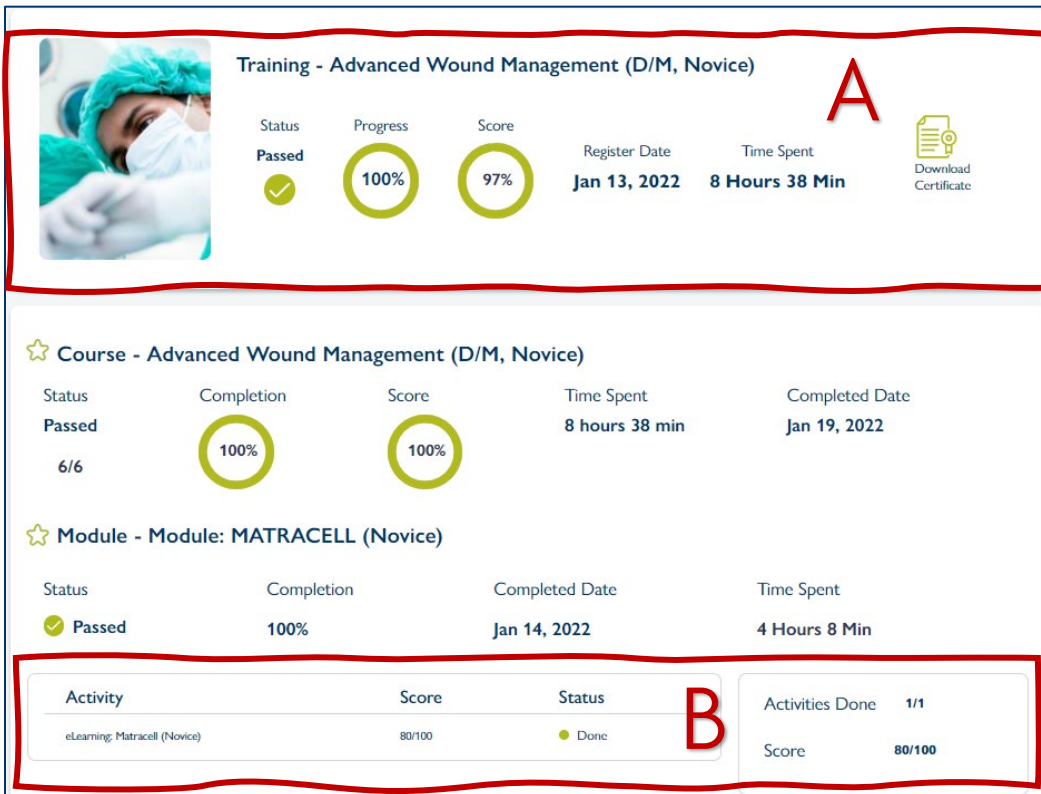 Training - Advanced Wound Management (D/M, Novice)
A
Status Progress Score
Passed
100% 97%
Register Date Time Spent
Jan 13, 2022 8 Hours 38 Min
Download
Certificate
Course - Advanced Wound Management (D/M, Novice)
Status Completion Score Time Spent Completed Date
Passed 8 hours 38 min Jan 19, 2022
6/6 100% 100%
Module - Module: MATRACELL (Novice)
Status Completion Completed Date Time Spent
Passed 100% Jan 14, 2022 4 Hours 8 Min
Activity Score Status
eLearning: Matracell (Novice) 80/100 Done
B
Activities Done 1/1
Score 80/100